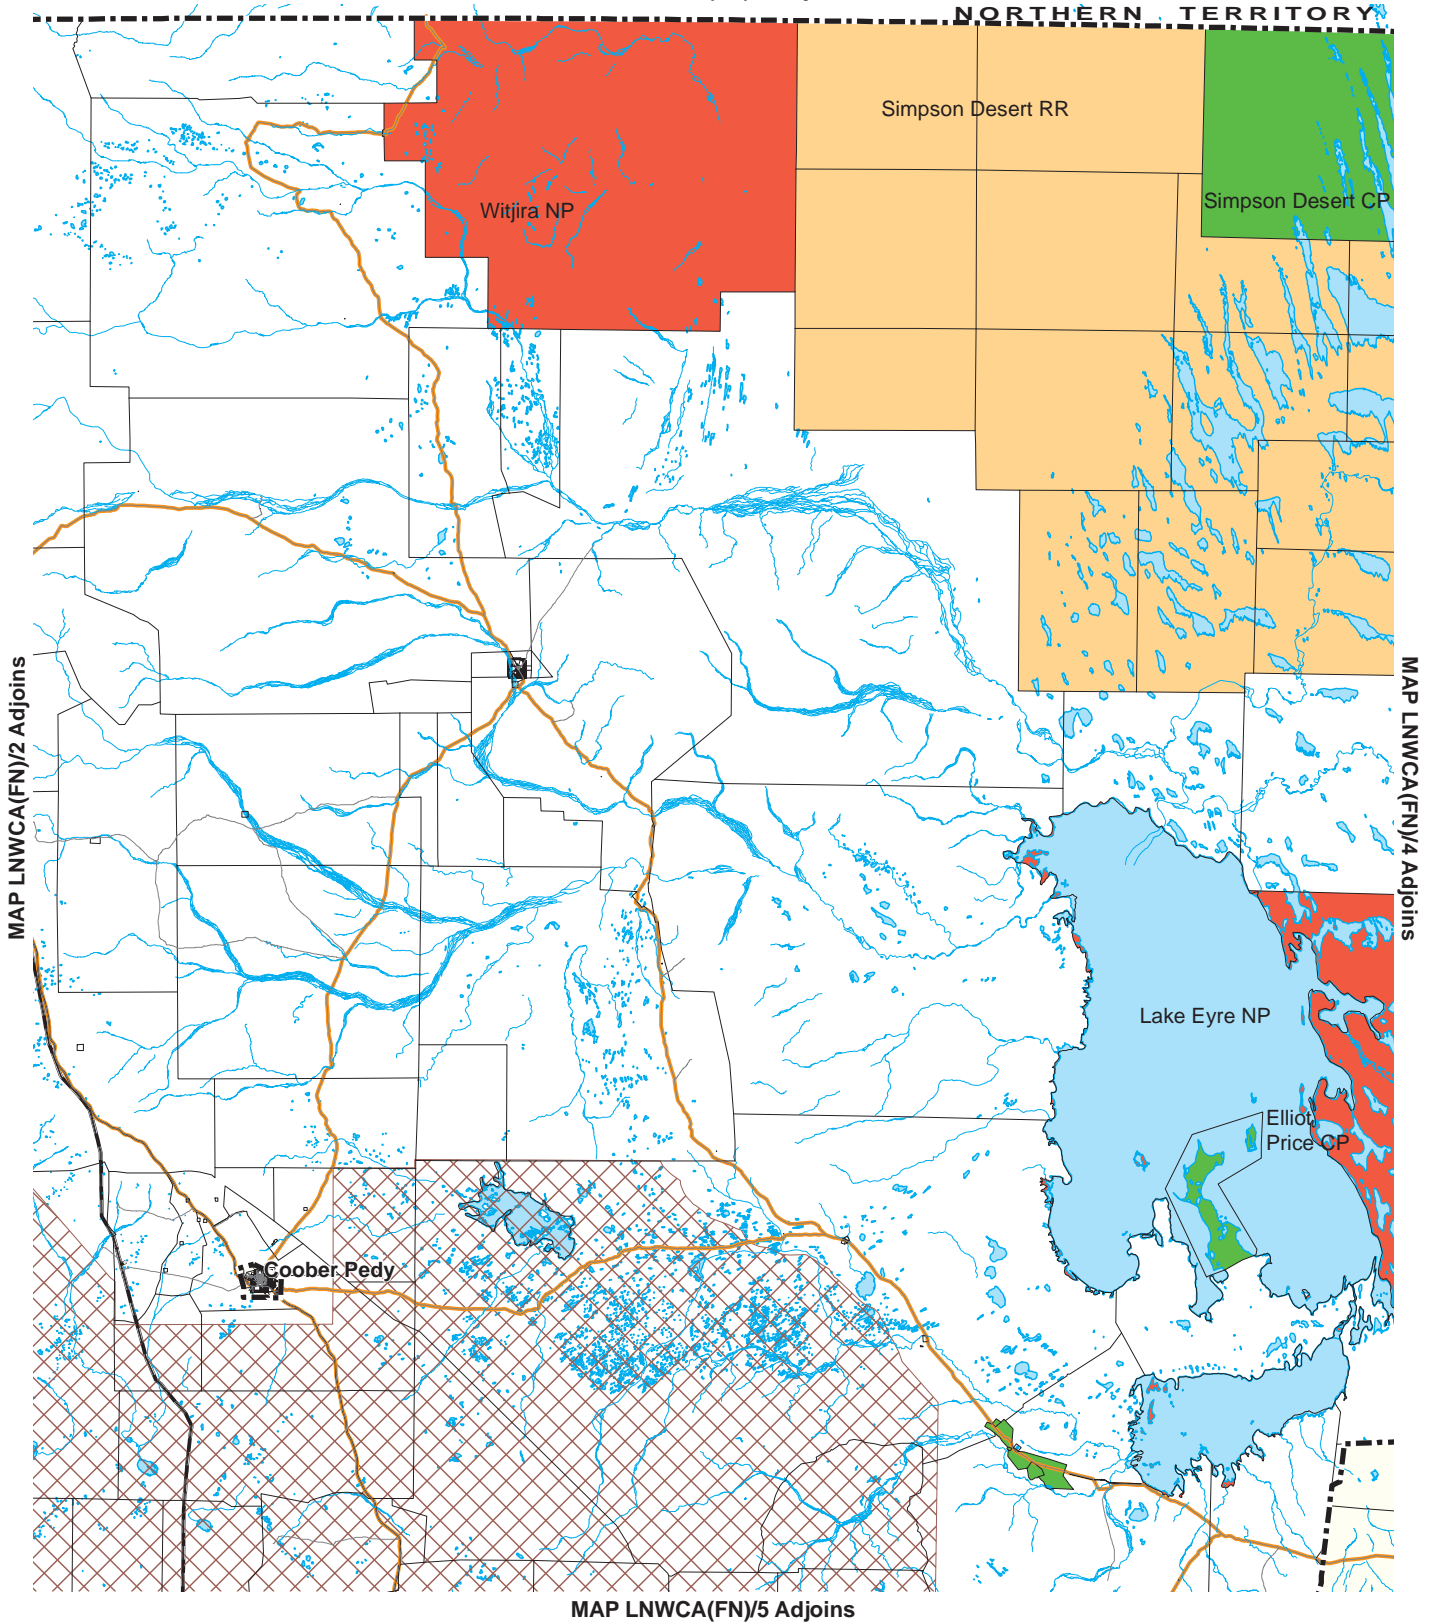 NORTHERN TERRITORY
Simpson Desert RR
Simpson Desert CP
Witjira NP
MAP LNWCA(FN)/2 Adjoins
MAP LNWCA(FN)/4 Adjoins
Lake Eyre NP
Elliot
Price CP
Coober Pedy
MAP LNWCA(FN)/5 Adjoins